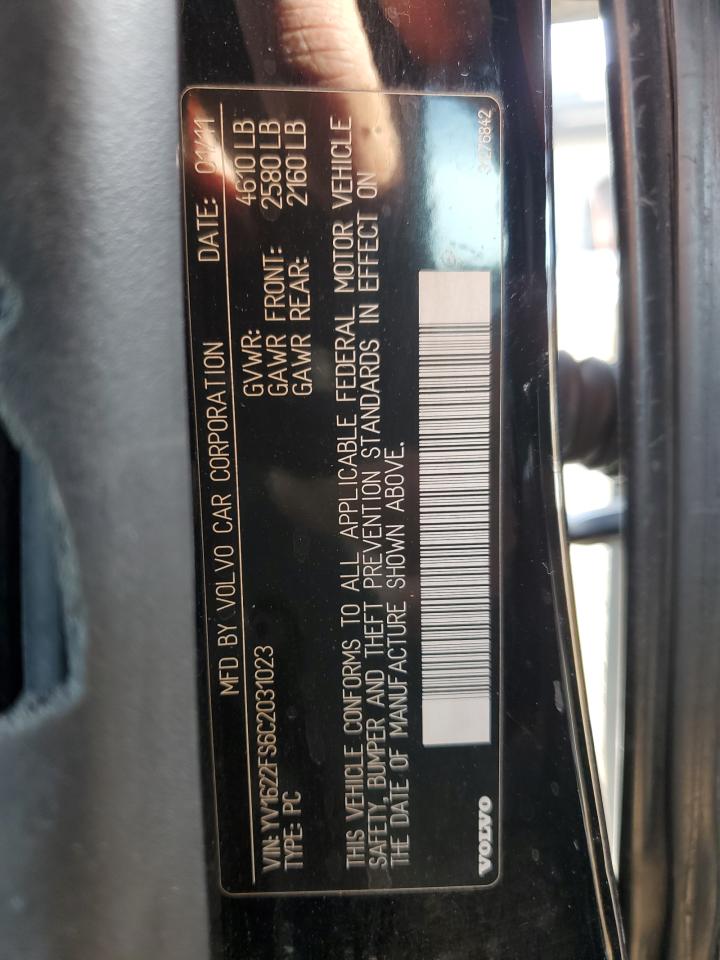 MFD BY VOLVO CAR CORPORATION DATE: 01/11
VIN: YV1622FS6C2031023 GVWR: 4610 LB
TYPE: PC GAWR FRONT: 2580 LB
GAWR REAR: 2160 LB
THIS VEHICLE CONFORMS TO ALL APPLICABLE FEDERAL MOTOR VEHICLE
SAFETY, BUMPER AND THEFT PREVENTION STANDARDS IN EFFECT ON
THE DATE OF MANUFACTURE SHOWN ABOVE.
VOLVO